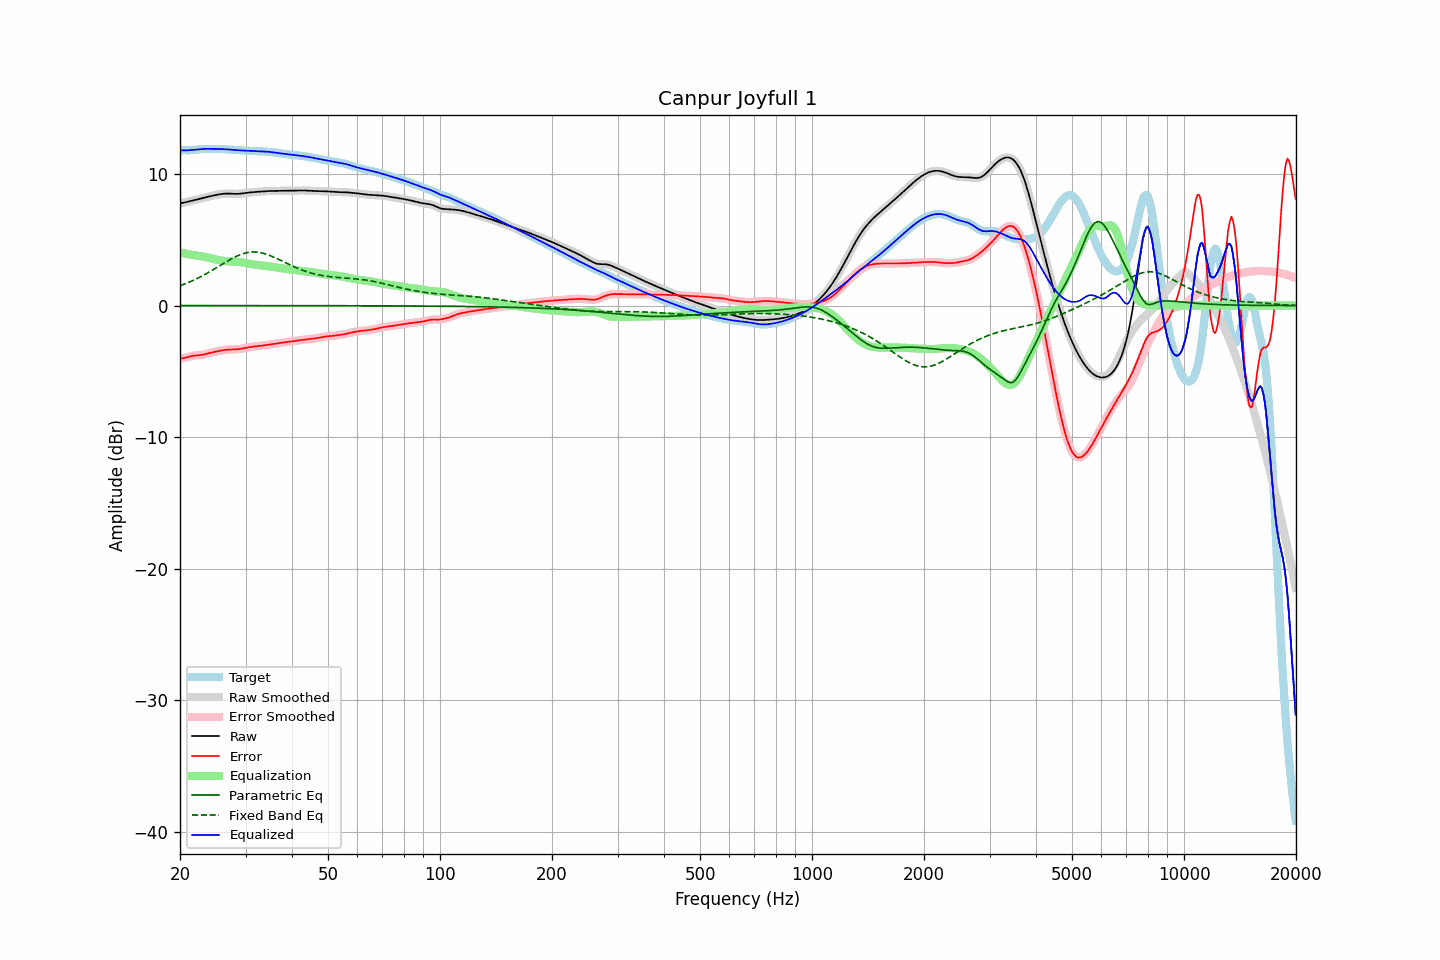 Canpur Joyfull 1
Amplitude (dBr)
10
0
−10
−20
−30
−40
Target
Raw Smoothed
Error Smoothed
Raw
Error
Equalization
Parametric Eq
Fixed Band Eq
Equalized
20 50 100 200 500 1000 2000 5000 10000 20000
Frequency (Hz)